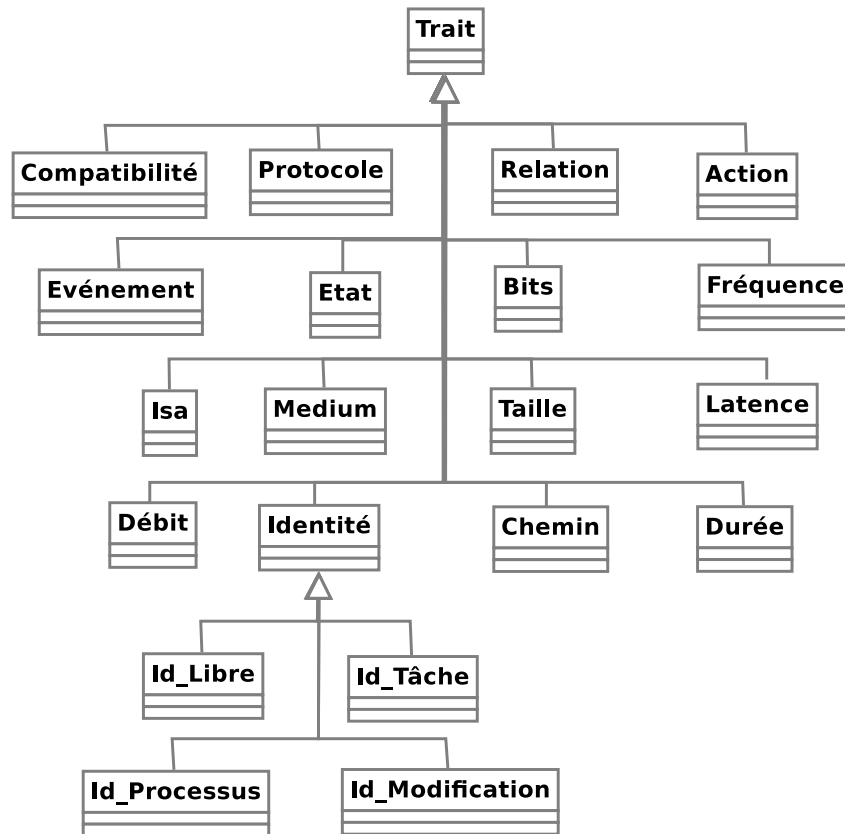 Trait
Compatibilité
Protocole
Relation
Action
Evénement
Etat
Bits
Fréquence
Isa
Medium
Taille
Latence
Débit
Identité
Chemin
Durée
Id_Libre
Id_Tâche
Id_Processus
Id_Modification